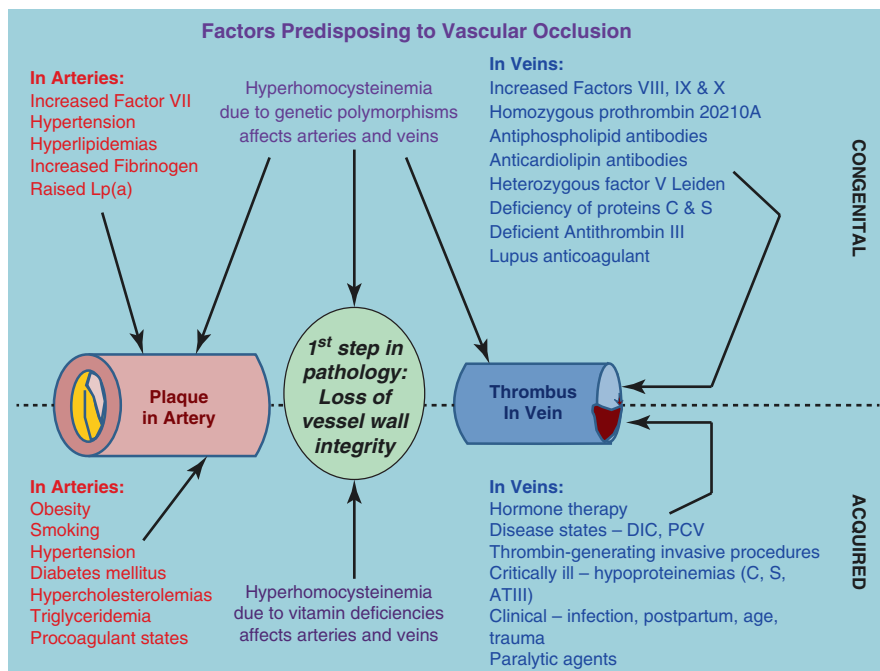 Factors Predisposing to Vascular Occlusion
In Arteries:
Increased Factor VII
Hypertension
Hyperlipidemias
Increased Fibrinogen
Raised Lp(a)
Hyperhomocysteinemia
due to genetic polymorphisms
affects arteries and veins
In Veins:
Increased Factors VIII, IX & X
Homozygous prothrombin 20210A
Antiphospholipid antibodies
Anticardiolipin antibodies
Heterozygous factor V Leiden
Deficiency of proteins C & S
Deficient Antithrombin III
Lupus anticoagulant
CONGENITAL
Plaque
in Artery
1st step in
pathology:
Loss of
vessel wall
integrity
Thrombus
In Vein
In Arteries:
Obesity
Smoking
Hypertension
Diabetes mellitus
Hypercholesterolemias
Triglyceridemia
Procoagulant states
Hyperhomocysteinemia
due to vitamin deficiencies
affects arteries and veins
In Veins:
Hormone therapy
Disease states – DIC, PCV
Thrombin-generating invasive procedures
Critically ill – hypoproteinemias (C, S,
ATIII)
Clinical – infection, postpartum, age,
trauma
Paralytic agents
ACQUIRED